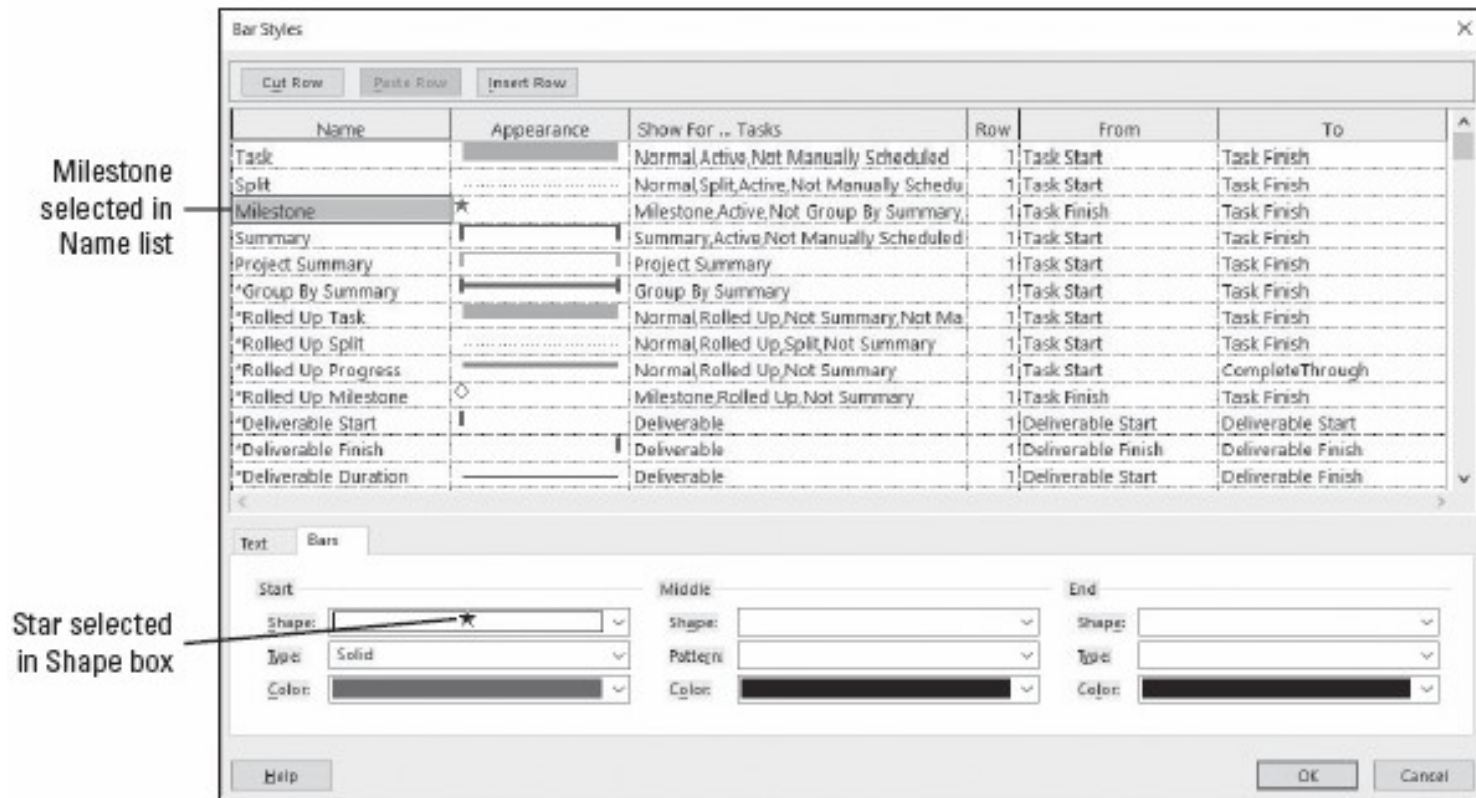 Bar Styles
Cut Row Paste Row Insert Row
Name Appearance Show For ... Tasks Row From To
Task Normal,Active,Not Manually Scheduled 1 Task Start Task Finish
Split Normal,Split,Active,Not Manually Schedu 1 Task Start Task Finish
Milestone Milestone,Active,Not Group By Summary, 1 Task Finish Task Finish
Summary Summary,Active,Not Manually Scheduled 1 Task Start Task Finish
Project Summary Project Summary 1 Task Start Task Finish
*Group By Summary Group By Summary 1 Task Start Task Finish
*Rolled Up Task Normal,Rolled Up,Not Summary,Not Ma 1 Task Start Task Finish
*Rolled Up Split Normal,Rolled Up,Split,Not Summary 1 Task Start Task Finish
*Rolled Up Progress Normal,Rolled Up,Not Summary 1 Task Start CompleteThrough
*Rolled Up Milestone Milestone,Rolled Up,Not Summary 1 Task Finish Task Finish
*Deliverable Start Deliverable 1 Deliverable Start Deliverable Start
*Deliverable Finish Deliverable 1 Deliverable Finish Deliverable Finish
*Deliverable Duration Deliverable 1 Deliverable Start Deliverable Finish
Milestone
selected in
Name list
Text Bars
Start Middle End
Shape: Shape: Shape:
Type: Solid Pattern: Type:
Color: Color: Color:
Star selected
in Shape box
Help OK Cancel